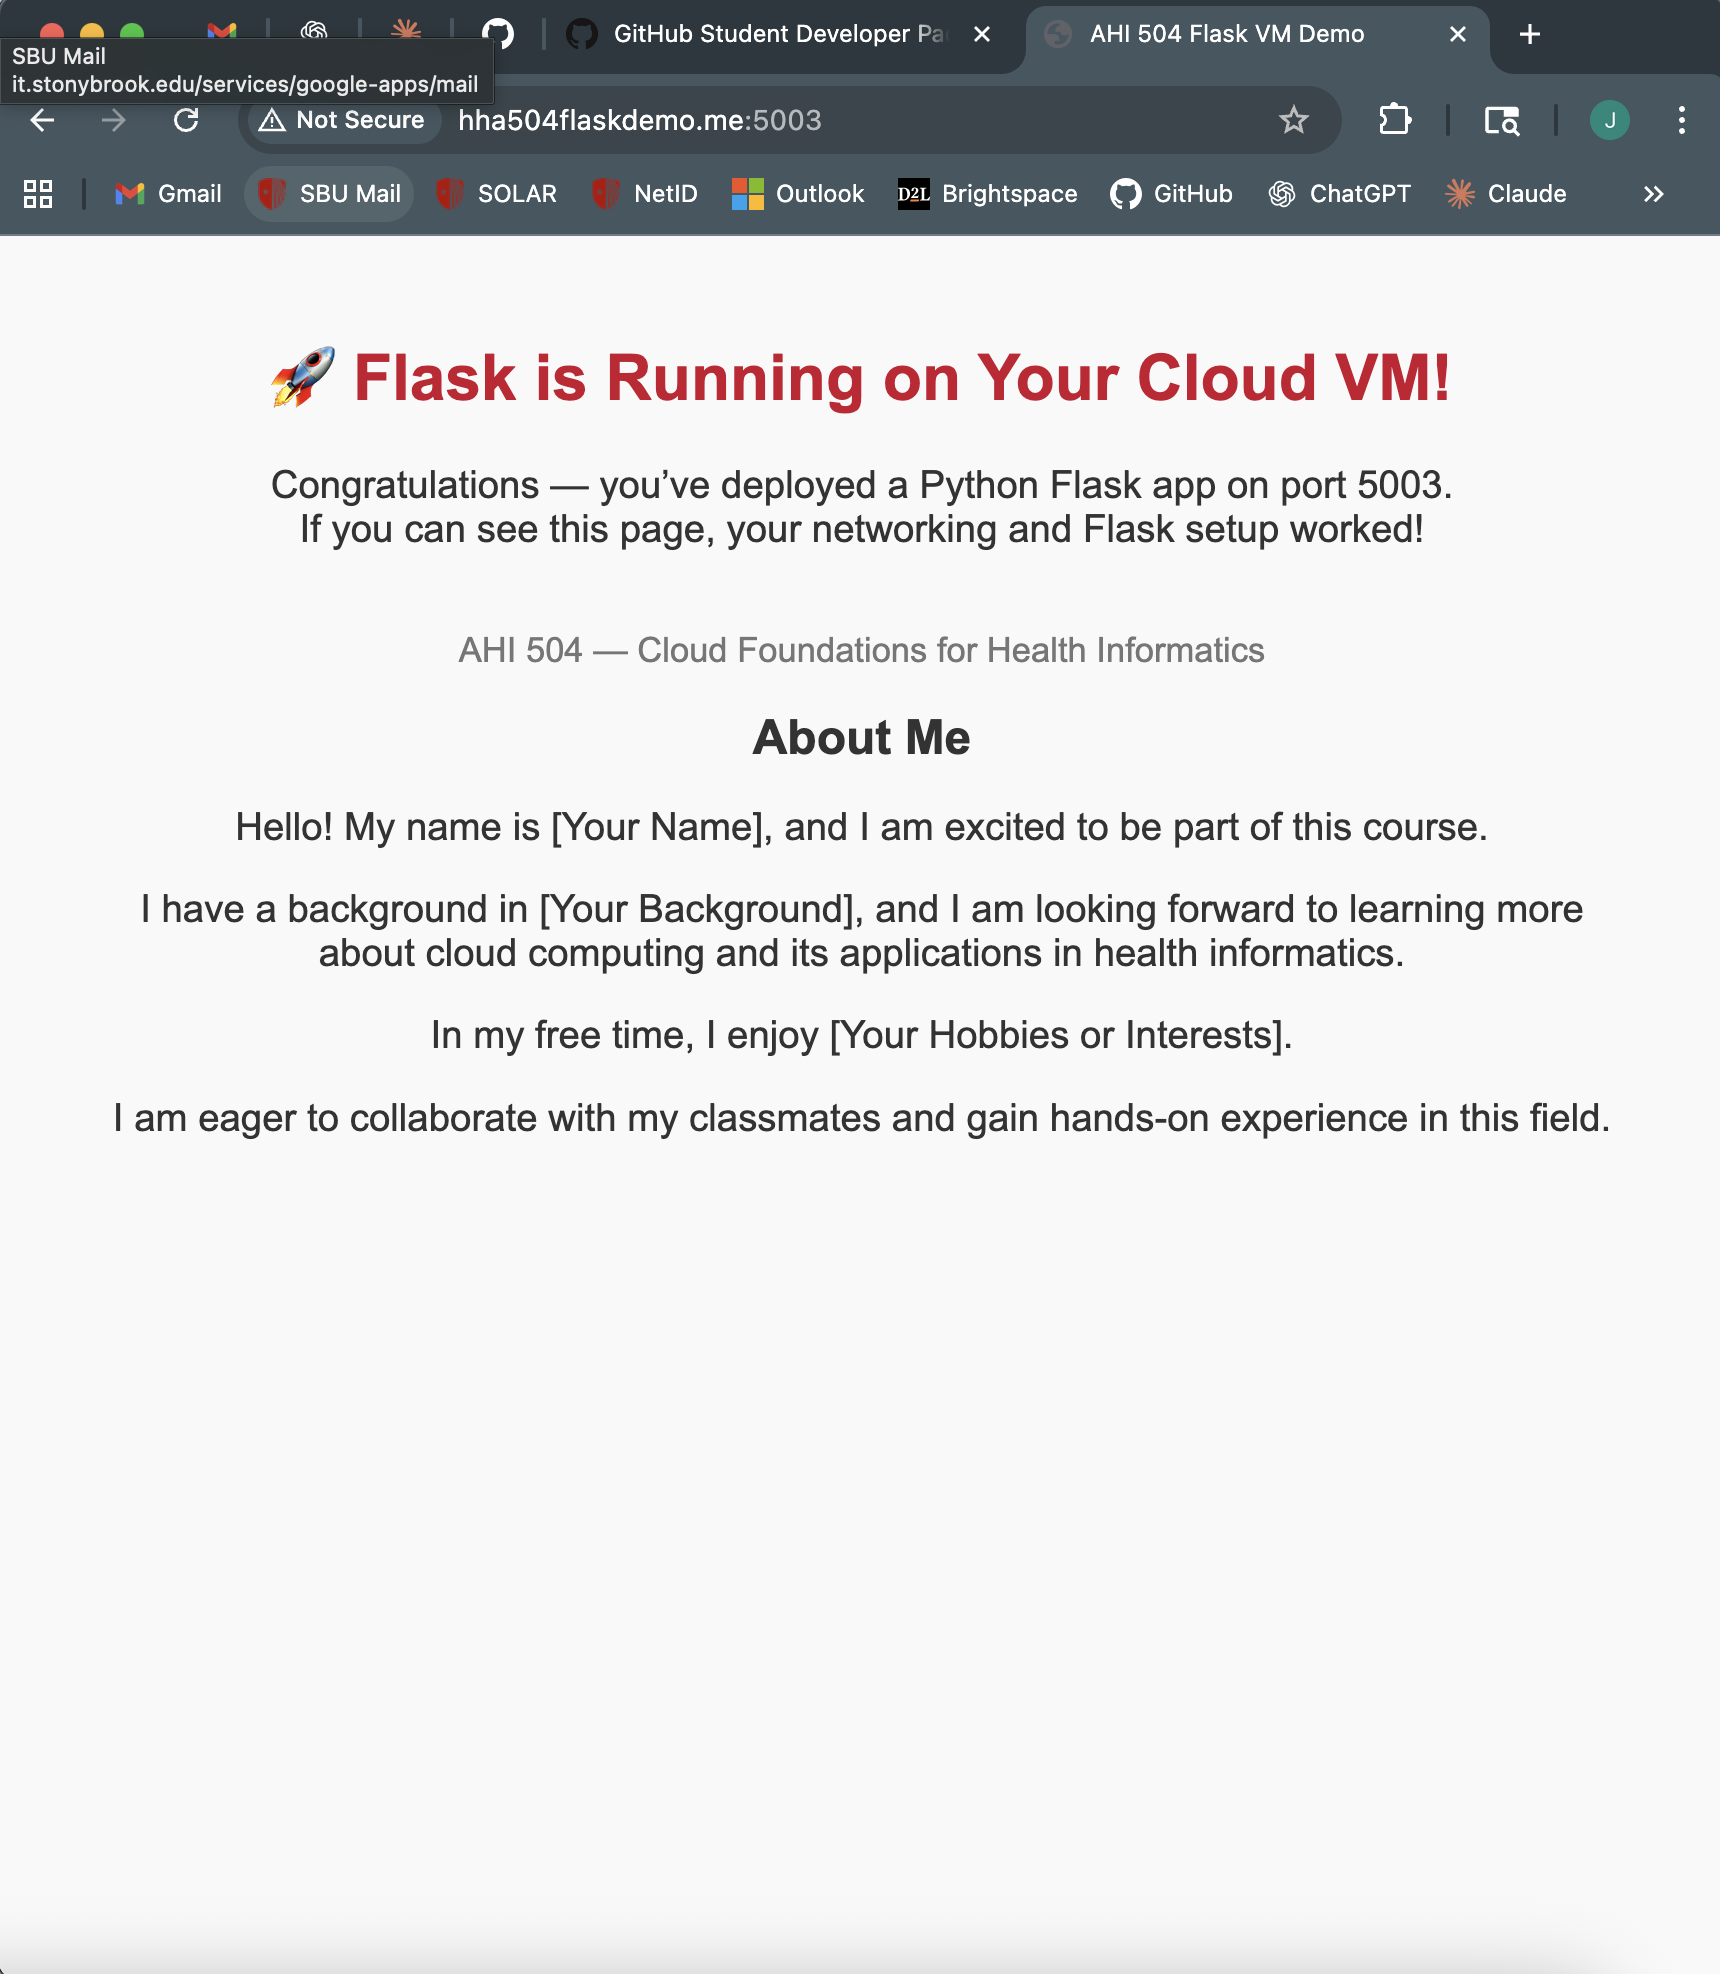 GitHub Student Developer Pa
AHI 504 Flask VM Demo
SBU Mail
it.stonybrook.edu/services/google-apps/mail
Not Secure
hha504flaskdemo.me:5003
J
Gmail
SBU Mail
SOLAR
NetID
Outlook
D2L
Brightspace
GitHub
ChatGPT
Claude
Flask is Running on Your Cloud VM!
Congratulations — you’ve deployed a Python Flask app on port 5003.
If you can see this page, your networking and Flask setup worked!
AHI 504 — Cloud Foundations for Health Informatics
About Me
Hello! My name is [Your Name], and I am excited to be part of this course.
I have a background in [Your Background], and I am looking forward to learning more
about cloud computing and its applications in health informatics.
In my free time, I enjoy [Your Hobbies or Interests].
I am eager to collaborate with my classmates and gain hands-on experience in this field.